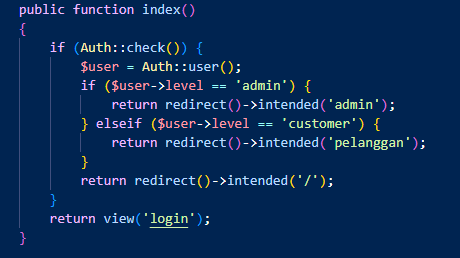 public function index()
{
    if (Auth::check()) {
        $user = Auth::user();
        if ($user->level == 'admin') {
            return redirect()->intended('admin');
        } elseif ($user->level == 'customer') {
            return redirect()->intended('pelanggan');
        }
        return redirect()->intended('/');
    }
    return view('login');
}